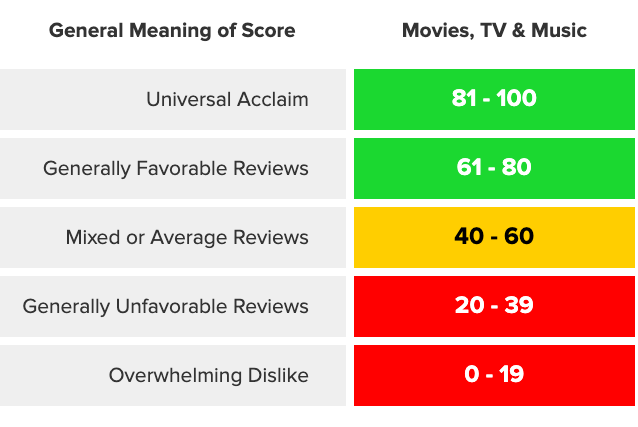 General Meaning of Score Movies, TV & Music
Universal Acclaim 81 - 100
Generally Favorable Reviews 61 - 80
Mixed or Average Reviews 40 - 60
Generally Unfavorable Reviews 20 - 39
Overwhelming Dislike 0 - 19